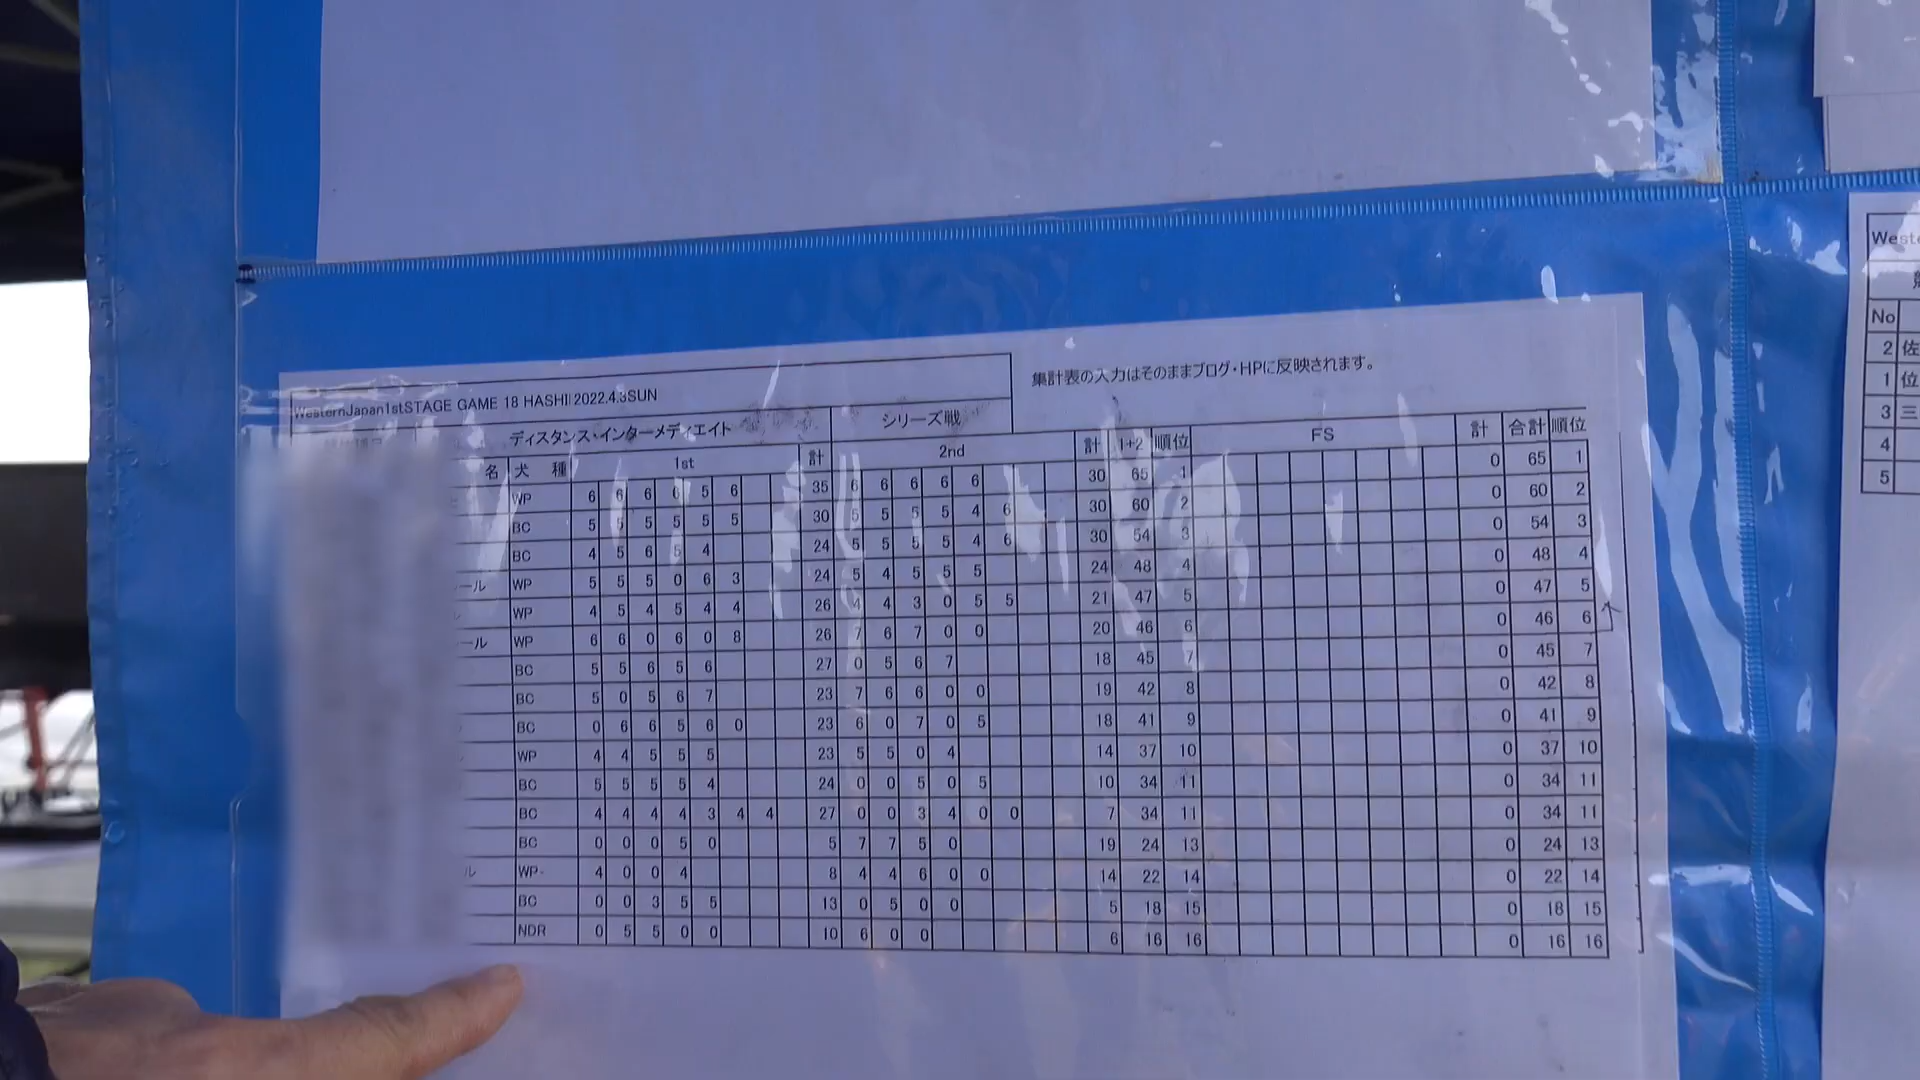 WesternJapan1stSTAGE GAME 18 HASHI 2022.4.3SUN
集計表の入力はそのままブログ・HPに反映されます。
ディスタンス・インターメディエイト シリーズ戦
名 犬 種 1st 計 2nd 計 1+2 順位 FS 計 合計 順位
WP 6 6 6 6 5 6 35 6 6 6 6 6 30 65 1 0 65 1
BC 5 5 5 5 5 5 30 5 5 5 5 4 6 30 60 2 0 60 2
BC 4 5 6 5 4 24 5 5 5 5 4 6 30 54 3 0 54 3
ール WP 5 5 5 0 6 3 24 5 4 5 5 5 24 48 4 0 48 4
WP 4 5 4 5 4 4 26 4 4 3 0 5 5 21 47 5 0 47 5
ール WP 6 6 0 6 0 8 26 7 6 7 0 0 20 46 6 0 46 6
BC 5 5 6 5 6 27 0 5 6 7 18 45 7 0 45 7
BC 5 0 5 6 7 23 7 6 6 0 0 19 42 8 0 42 8
BC 0 6 6 5 6 0 23 6 0 7 0 5 18 41 9 0 41 9
WP 4 4 5 5 5 23 5 5 0 4 14 37 10 0 37 10
BC 5 5 5 5 4 24 0 0 5 0 5 10 34 11 0 34 11
BC 4 4 4 4 3 4 4 27 0 0 3 4 0 0 7 34 11 0 34 11
BC 0 0 0 5 0 5 7 7 5 0 19 24 13 0 24 13
ル WP 4 0 0 4 8 4 4 6 0 0 14 22 14 0 22 14
BC 0 0 3 5 5 13 0 5 0 0 5 18 15 0 18 15
NDR 0 5 5 0 0 10 6 0 0 6 16 16 0 16 16
Weste
No
2 佐
1 位
3 三
4
5